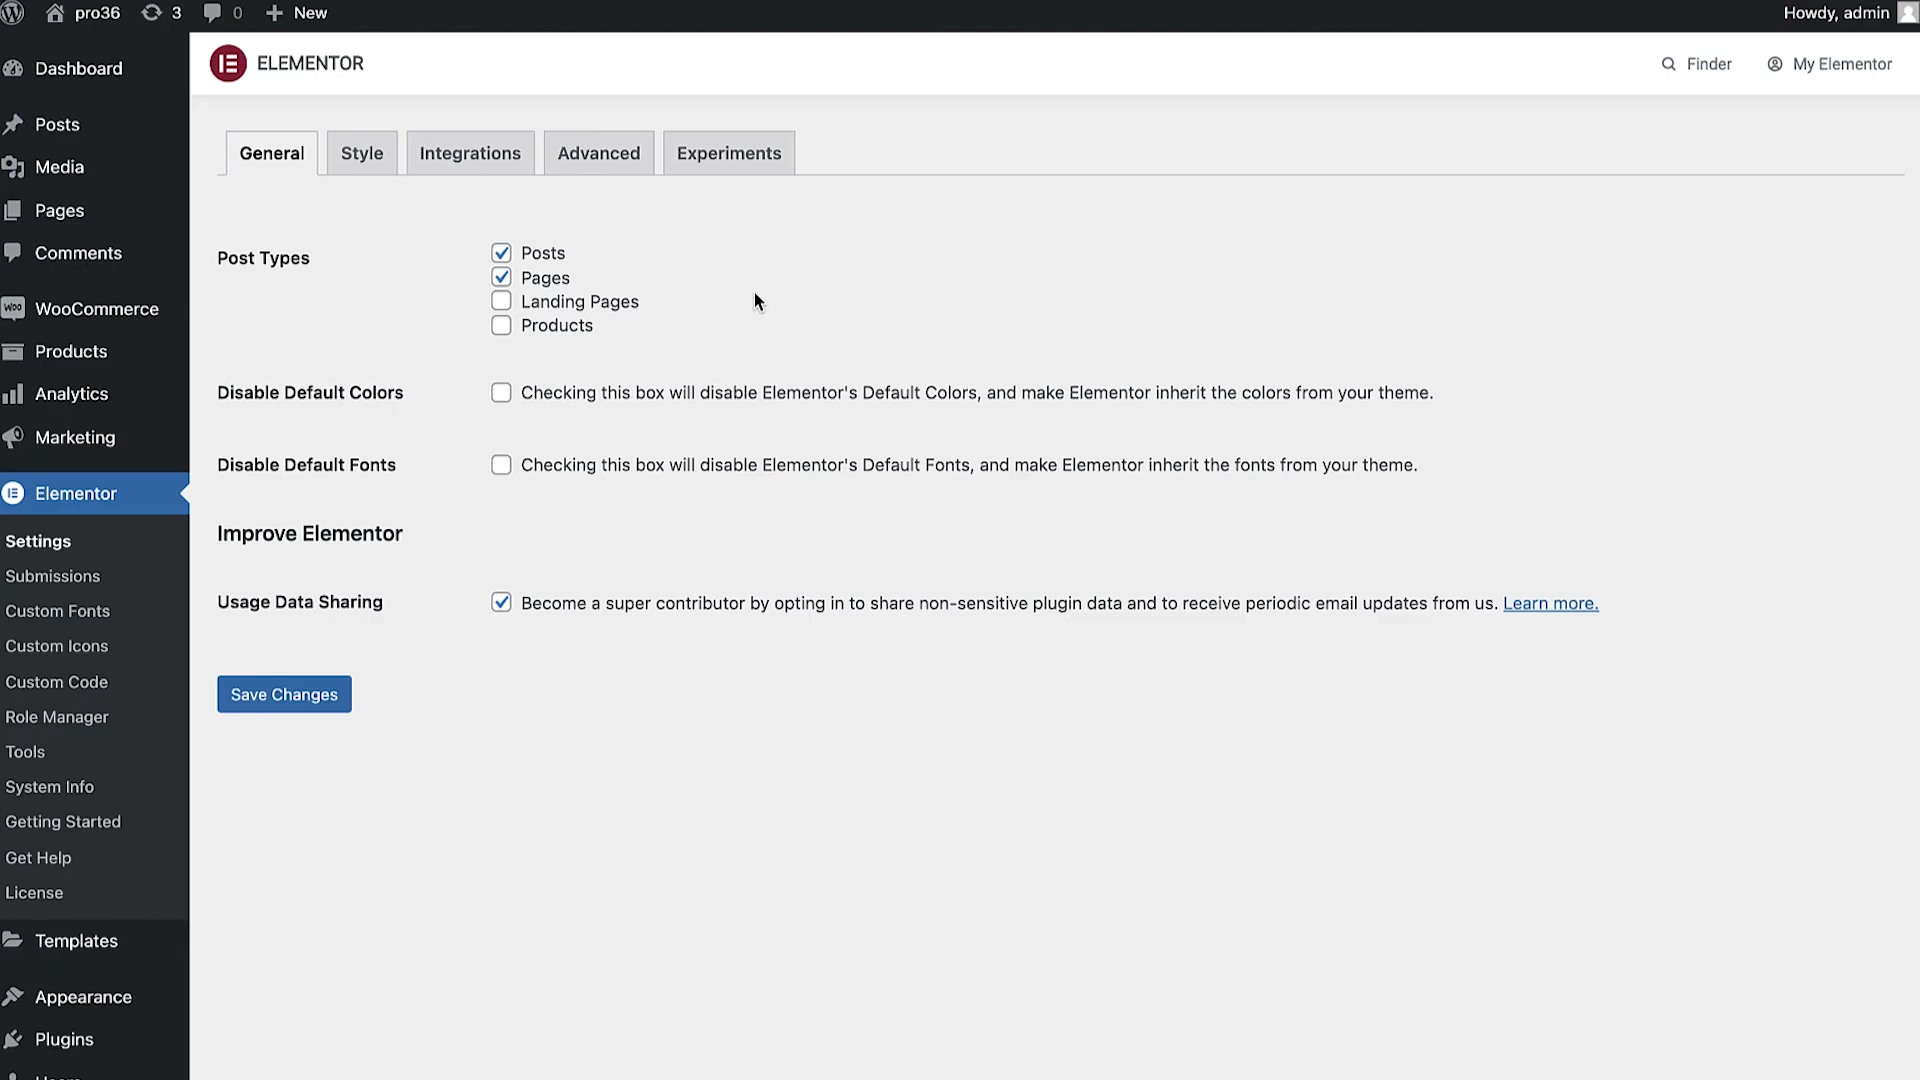 pro36
3
0
New
Howdy, admin
Dashboard
Posts
Media
Pages
Comments
WOO
WooCommerce
Products
Analytics
Marketing
Elementor
Settings
Submissions
Custom Fonts
Custom Icons
Custom Code
Role Manager
Tools
System Info
Getting Started
Get Help
License
Templates
Appearance
Plugins
ELEMENTOR
Finder
My Elementor
General
Style
Integrations
Advanced
Experiments
Post Types
Posts
Pages
Landing Pages
Products
Disable Default Colors
Checking this box will disable Elementor's Default Colors, and make Elementor inherit the colors from your theme.
Disable Default Fonts
Checking this box will disable Elementor's Default Fonts, and make Elementor inherit the fonts from your theme.
Improve Elementor
Usage Data Sharing
Become a super contributor by opting in to share non-sensitive plugin data and to receive periodic email updates from us. Learn more.
Save Changes